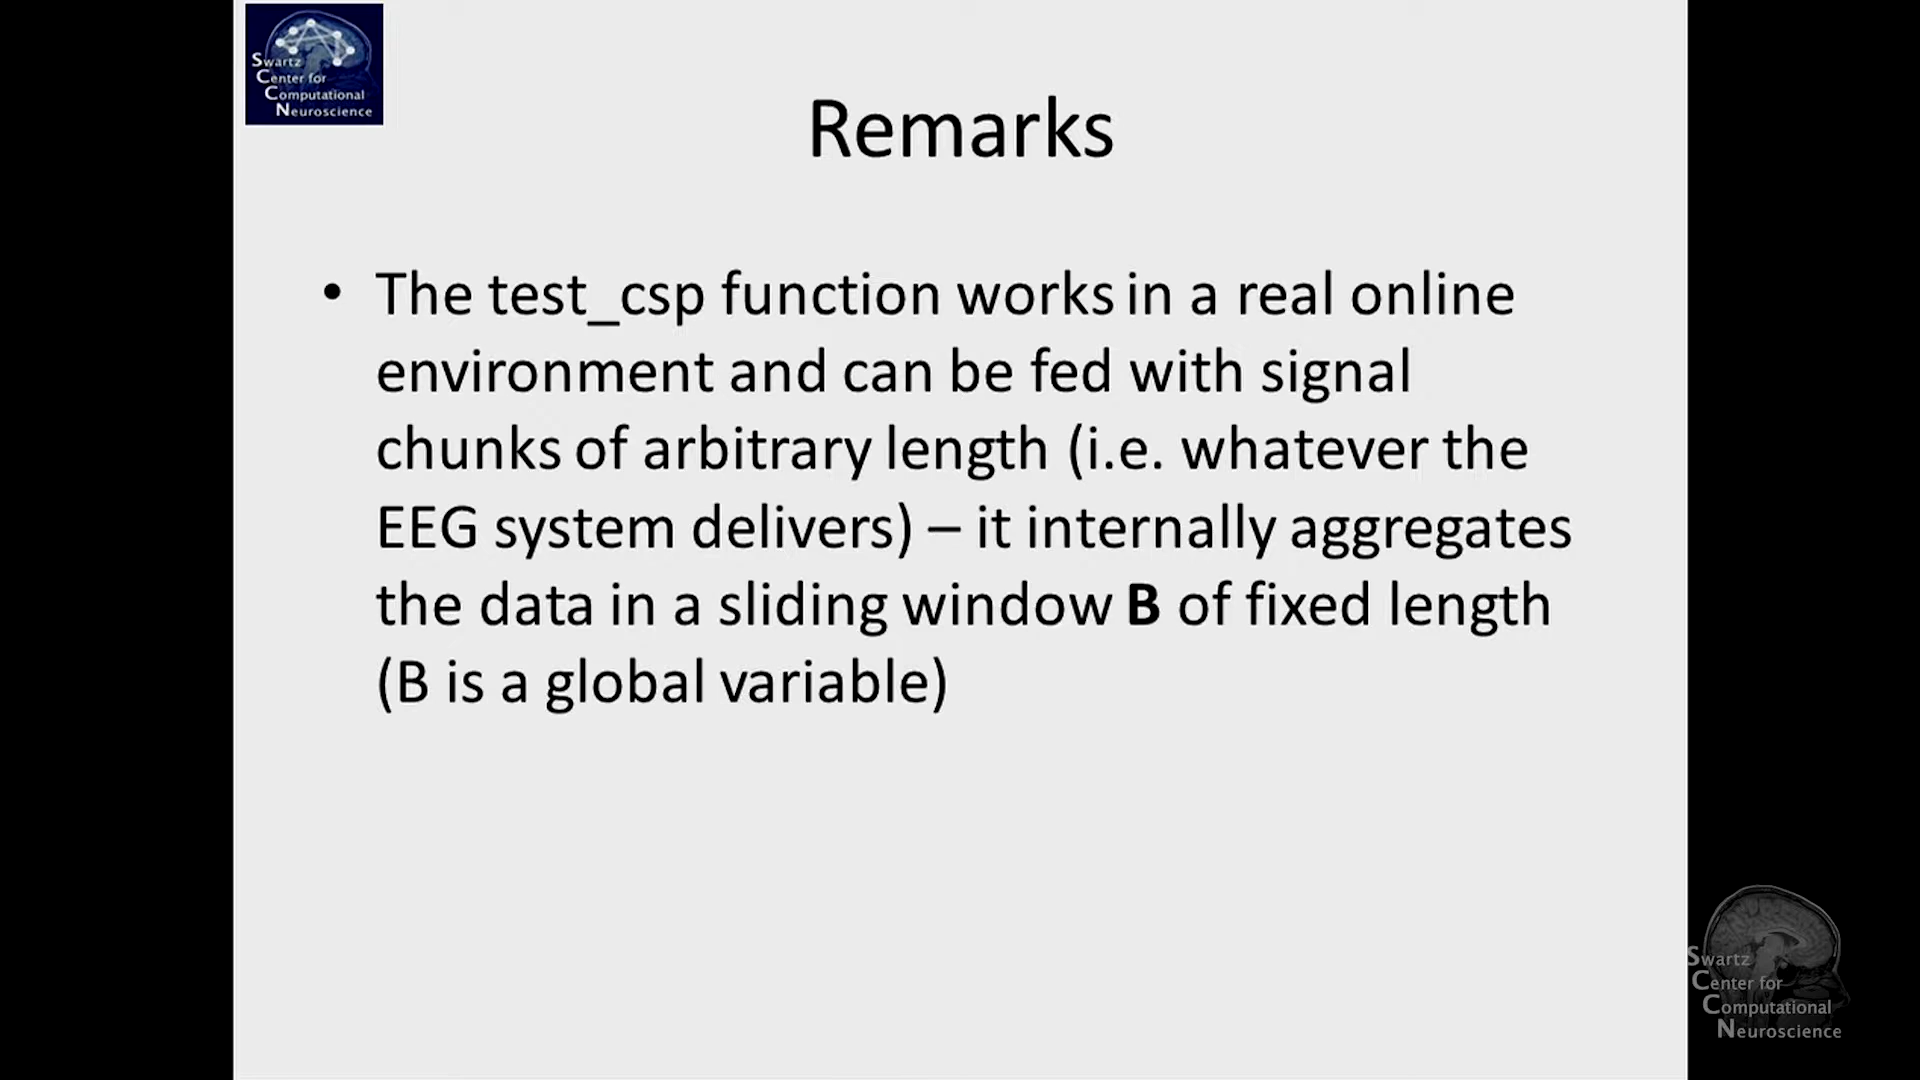 Swartz
Center for
Computational
Neuroscience
Remarks
• The test_csp function works in a real online
environment and can be fed with signal
chunks of arbitrary length (i.e. whatever the
EEG system delivers) – it internally aggregates
the data in a sliding window B of fixed length
(B is a global variable)
Swartz
Center for
Computational
Neuroscience